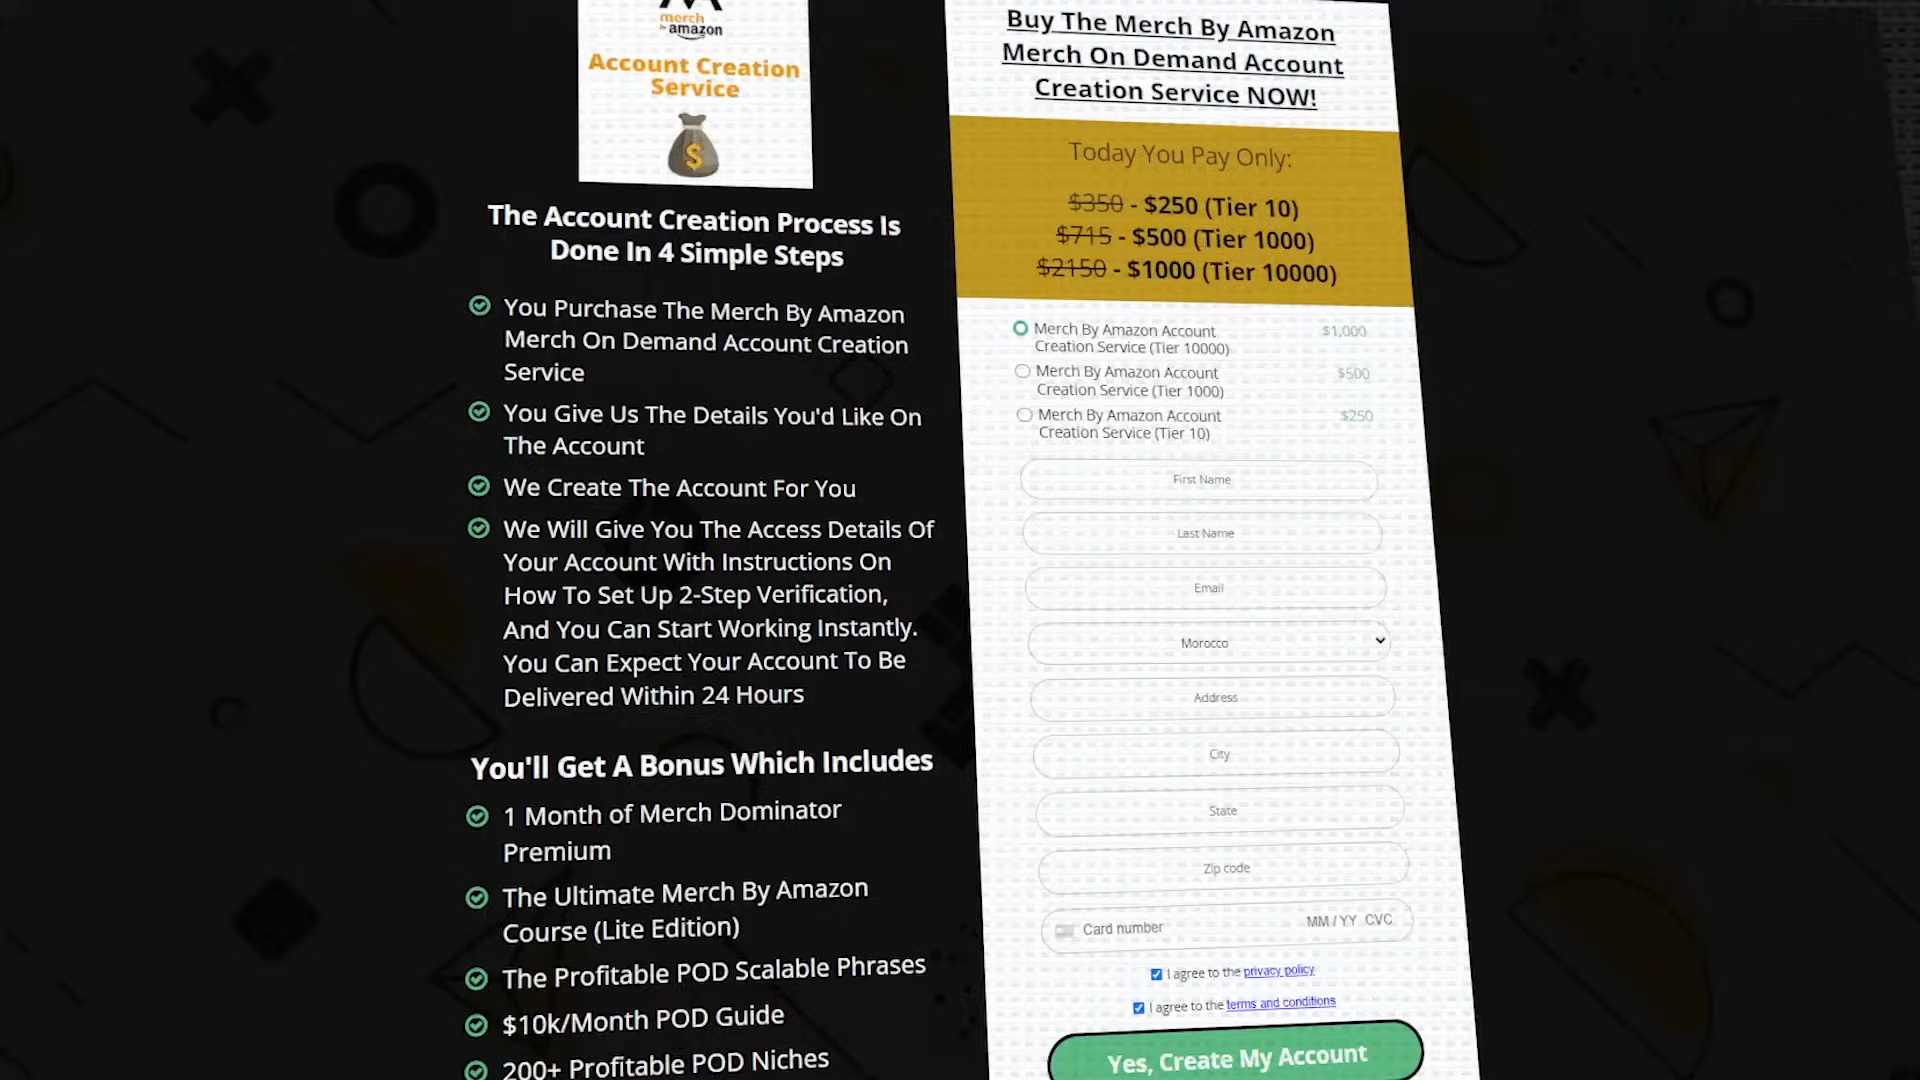 merch
by amazon
Account Creation
Service
$
The Account Creation Process Is
Done In 4 Simple Steps
You Purchase The Merch By Amazon
Merch On Demand Account Creation
Service
You Give Us The Details You'd Like On
The Account
We Create The Account For You
We Will Give You The Access Details Of
Your Account With Instructions On
How To Set Up 2-Step Verification,
And You Can Start Working Instantly.
You Can Expect Your Account To Be
Delivered Within 24 Hours
You'll Get A Bonus Which Includes
1 Month of Merch Dominator
Premium
The Ultimate Merch By Amazon
Course (Lite Edition)
The Profitable POD Scalable Phrases
$10k/Month POD Guide
200+ Profitable POD Niches
Buy The Merch By Amazon
Merch On Demand Account
Creation Service NOW!
Today You Pay Only:
$350 - $250 (Tier 10)
$715 - $500 (Tier 1000)
$2150 - $1000 (Tier 10000)
Merch By Amazon Account $1,000
Creation Service (Tier 10000)
Merch By Amazon Account $500
Creation Service (Tier 1000)
Merch By Amazon Account $250
Creation Service (Tier 10)
First Name
Last Name
Email
Morocco
Address
City
State
Zip code
Card number MM / YY CVC
I agree to the privacy policy
I agree to the terms and conditions
Yes, Create My Account